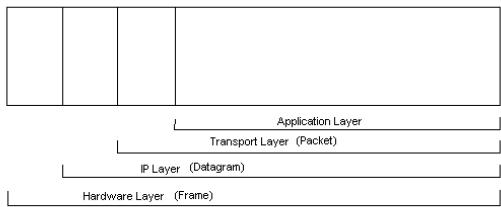 Application Layer
Transport Layer (Packet)
IP Layer (Datagram)
Hardware Layer (Frame)